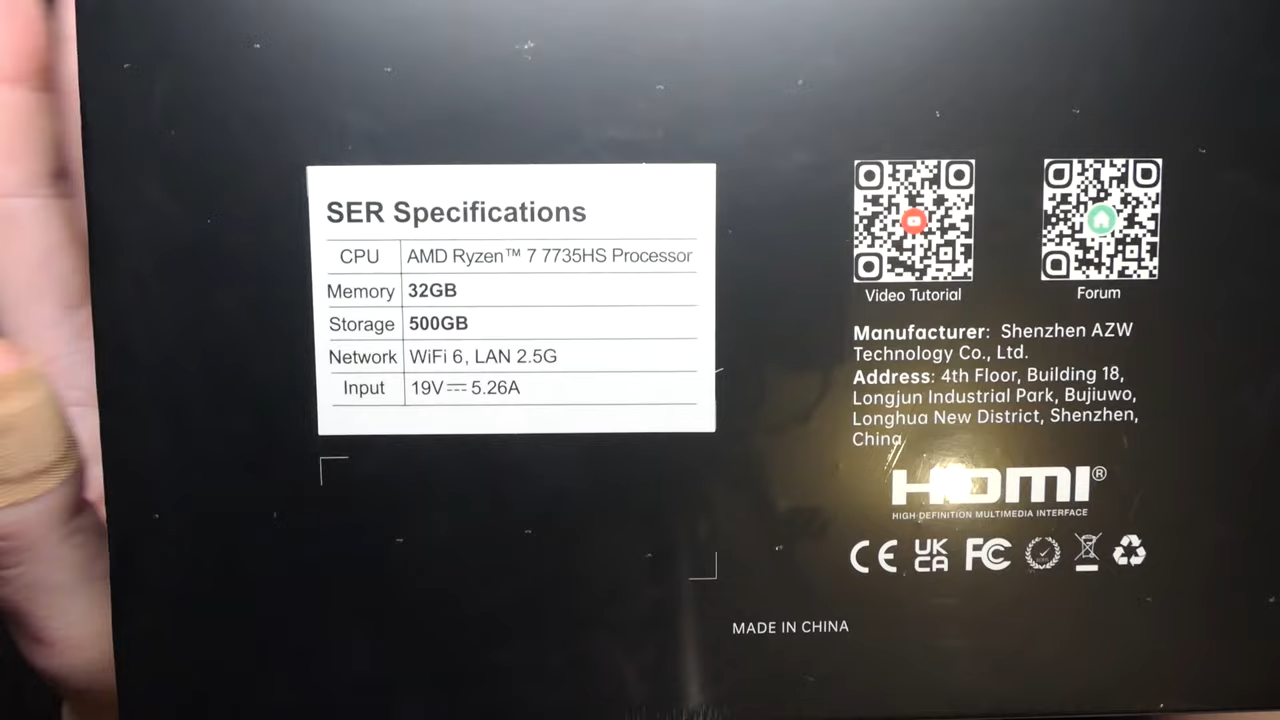 SER Specifications
CPU AMD Ryzen™ 7 7735HS Processor
Memory 32GB
Storage 500GB
Network WiFi 6, LAN 2.5G
Input 19V⎓5.26A
Video Tutorial
Forum
Manufacturer: Shenzhen AZW
Technology Co., Ltd.
Address: 4th Floor, Building 18,
Longjun Industrial Park, Bujiuwo,
Longhua New District, Shenzhen,
China
HDMI®
HIGH-DEFINITION MULTIMEDIA INTERFACE
CE UK CA FC
MADE IN CHINA